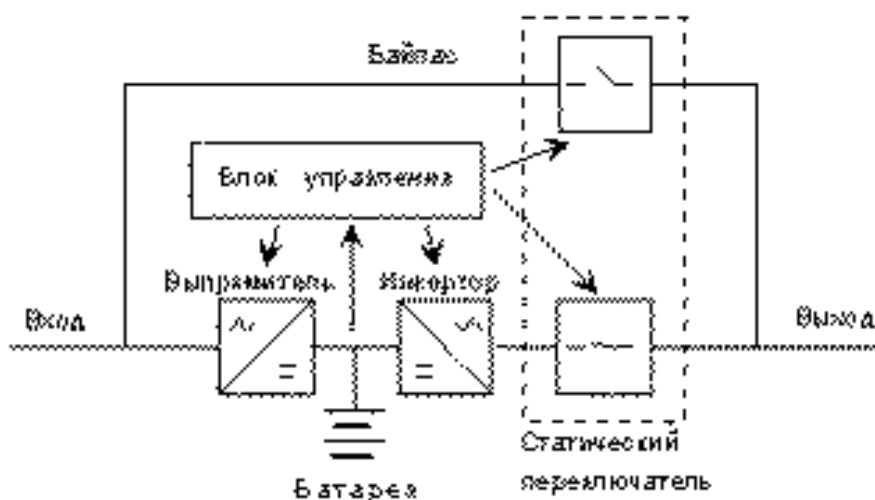 Байпас
Блок управления
Выпрямитель
Инвертор
Вход
Выход
Статический
переключатель
Батарея